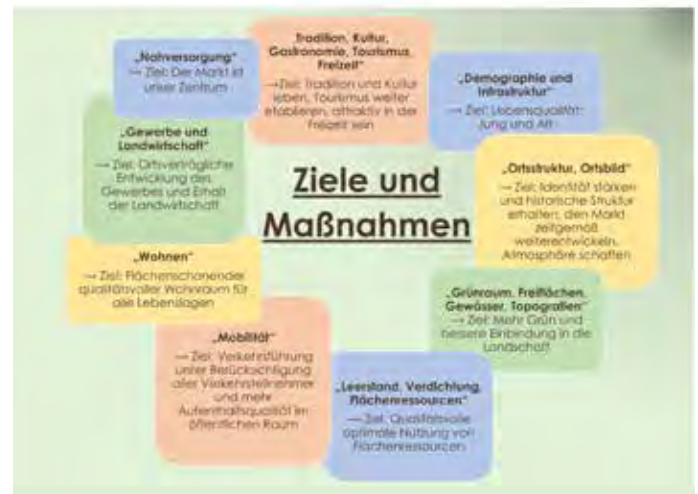 Ziele und
Maßnahmen
„Tradition, Kultur,
Gastronomie, Tourismus,
Freizeit"
→Ziel: Tradition und Kultur
leben, Tourismus weiter
etablieren, attraktiv in der
Freizeit sein
„Demographie und
Infrastruktur"
→ Ziel: Lebensqualität
Jung und Alt
„Ortsstruktur, Ortsbild"
→ Ziel: Identität stärken
und historische Struktur
erhalten, den Markt
zeitgemäß
weiterentwickeln,
Atmosphäre schaffen
„Grünraum, Freiflächen,
Gewässer, Topografien"
→ Ziel: Mehr Grün und
bessere Einbindung in die
Landschaft
„Leerstand, Verdichtung,
Flächenressourcen"
→ Ziel: Qualitätsvolle
optimale Nutzung von
Flächenressourcen
„Mobilität"
→ Ziel: Verkehrsführung
unter Berücksichtigung
aller Verkehrsteilnehmer
und mehr
Aufenthaltsqualität im
öffentlichen Raum
„Wohnen"
→ Ziel: Flächenschonender
qualitätsvoller Wohnraum für
alle Lebenslagen
„Gewerbe und
Landwirtschaft"
→ Ziel: Ortsverträgliche
Entwicklung des
Gewerbes und Erhalt
der Landwirtschaft
„Nahversorgung"
→ Ziel: Der Markt ist
unser Zentrum